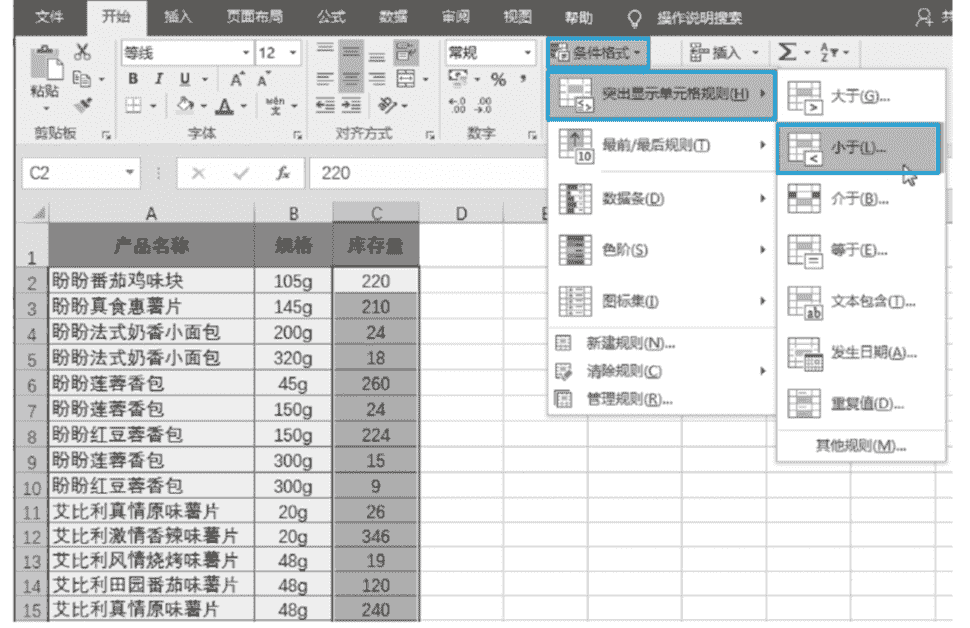 文件 开始 插入 页面布局 公式 数据 审阅 视图 帮助 操作说明搜索 共
等线 12 常规 条件格式 插入 Σ
粘贴 B I U A A wén 文 % ,
剪贴板 字体 对齐方式 数字
C2 fx 220
A B C D E
1 产品名称 规格 库存量
2 盼盼番茄鸡味块 105g 220
3 盼盼真食惠薯片 145g 210
4 盼盼法式奶香小面包 200g 24
5 盼盼法式奶香小面包 320g 18
6 盼盼莲蓉香包 45g 260
7 盼盼莲蓉香包 150g 24
8 盼盼红豆蓉香包 150g 224
9 盼盼莲蓉香包 300g 15
10 盼盼红豆蓉香包 300g 9
11 艾比利真情原味薯片 20g 26
12 艾比利激情香辣味薯片 20g 346
13 艾比利风情烧烤味薯片 48g 19
14 艾比利田园番茄味薯片 48g 120
15 艾比利真情原味薯片 48g 240
突出显示单元格规则(H)
最前/最后规则(T)
数据条(D)
色阶(S)
图标集(I)
新建规则(N)...
清除规则(C)
管理规则(R)...
大于(G)...
小于(L)...
介于(B)...
等于(E)...
文本包含(T)...
发生日期(A)...
重复值(D)...
其他规则(M)...